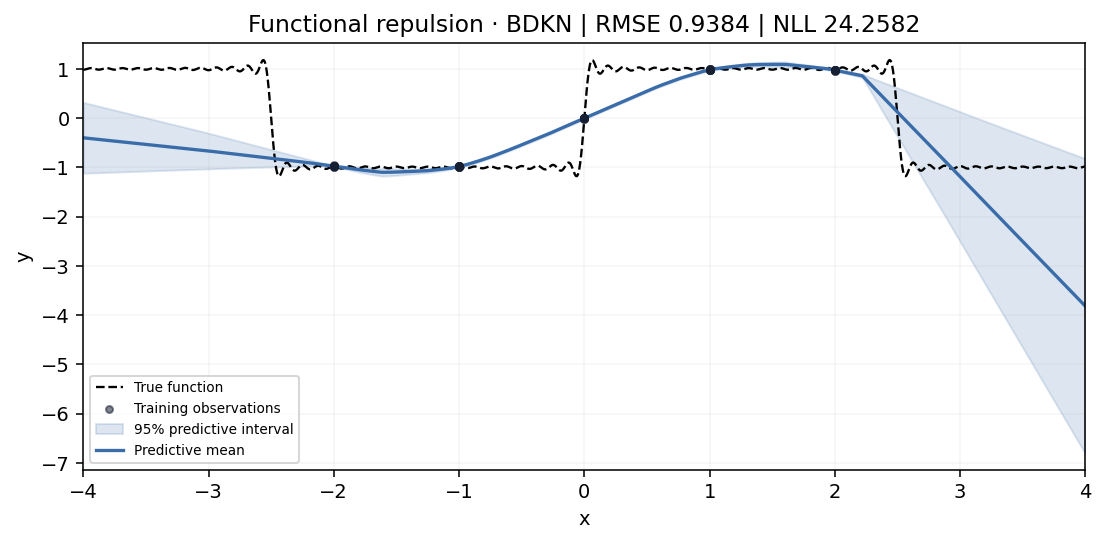 Functional repulsion · BDKN | RMSE 0.9384 | NLL 24.2582
1
0
−1
−2
−3
−4
−5
−6
−7
y
True function
Training observations
95% predictive interval
Predictive mean
−4 −3 −2 −1 0 1 2 3 4
x